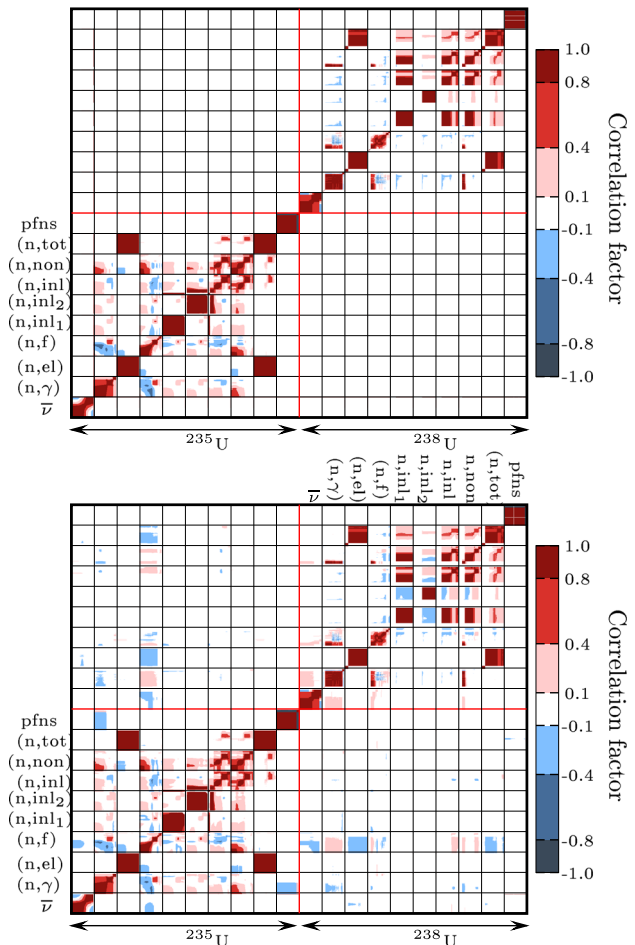 1.0
0.8
0.4
0.1
-0.1
-0.4
-0.8
-1.0
Correlation factor
pfns
(n,tot)
(n,non)
(n,inl)
(n,inl₂)
(n,inl₁)
(n,f)
(n,el)
(n,γ)
ν̅
²³⁵U
²³⁸U
ν̅
(n,γ)
(n,el)
(n,f)
n,inl₁
n,inl₂
n,inl
n,non
(n,tot
pfns
1.0
0.8
0.4
0.1
-0.1
-0.4
-0.8
-1.0
Correlation factor
pfns
(n,tot)
(n,non)
(n,inl)
(n,inl₂)
(n,inl₁)
(n,f)
(n,el)
(n,γ)
ν̅
²³⁵U
²³⁸U